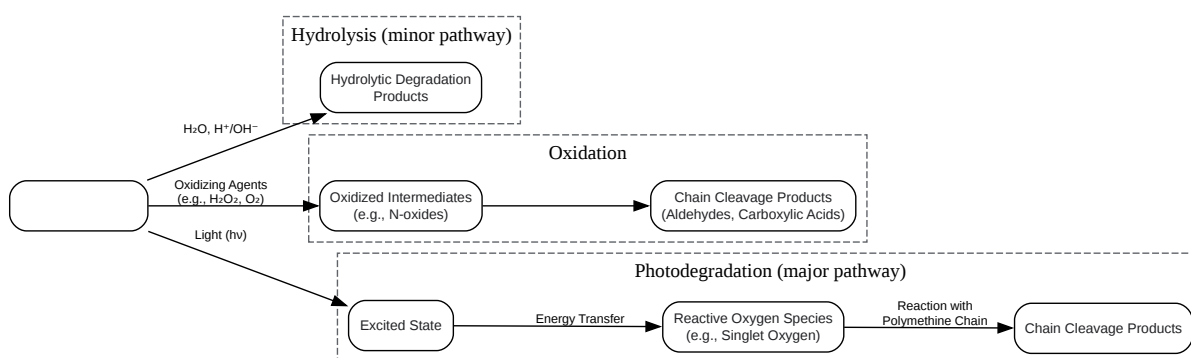 Hydrolysis (minor pathway)
Hydrolytic Degradation
Products
H₂O, H⁺/OH⁻
Oxidation
Oxidizing Agents
(e.g., H₂O₂, O₂)
Oxidized Intermediates
(e.g., N-oxides)
Chain Cleavage Products
(Aldehydes, Carboxylic Acids)
Light (hν)
Photodegradation (major pathway)
Excited State
Energy Transfer
Reactive Oxygen Species
(e.g., Singlet Oxygen)
Reaction with
Polymethine Chain
Chain Cleavage Products